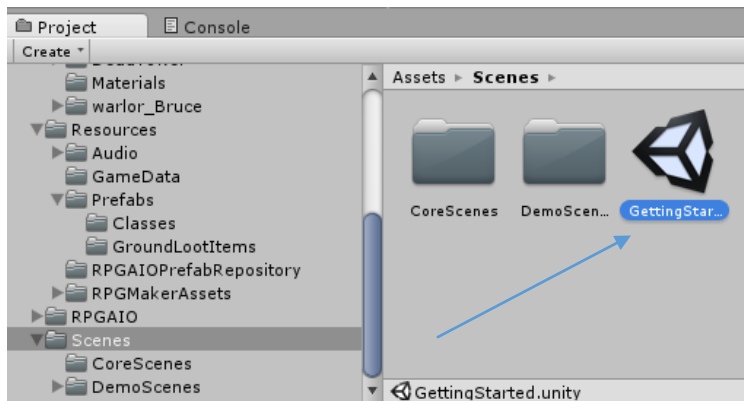 Project
Console
Create
Materials
warlor_Bruce
Resources
Audio
GameData
Prefabs
Classes
GroundLootItems
RPGAIOPrefabRepository
RPGMakerAssets
RPGAIO
Scenes
CoreScenes
DemoScenes
Assets ▸ Scenes ▸
CoreScenes DemoScen... GettingStar...
GettingStarted.unity